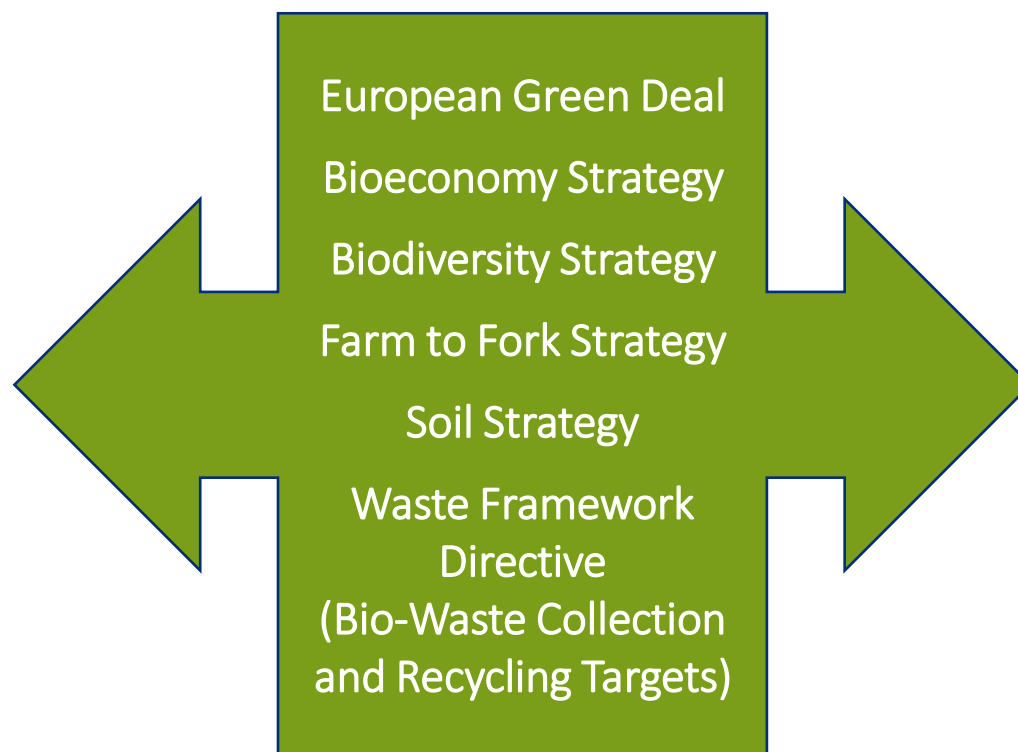 European Green Deal
Bioeconomy Strategy
Biodiversity Strategy
Farm to Fork Strategy
Soil Strategy
Waste Framework
Directive
(Bio-Waste Collection
and Recycling Targets)